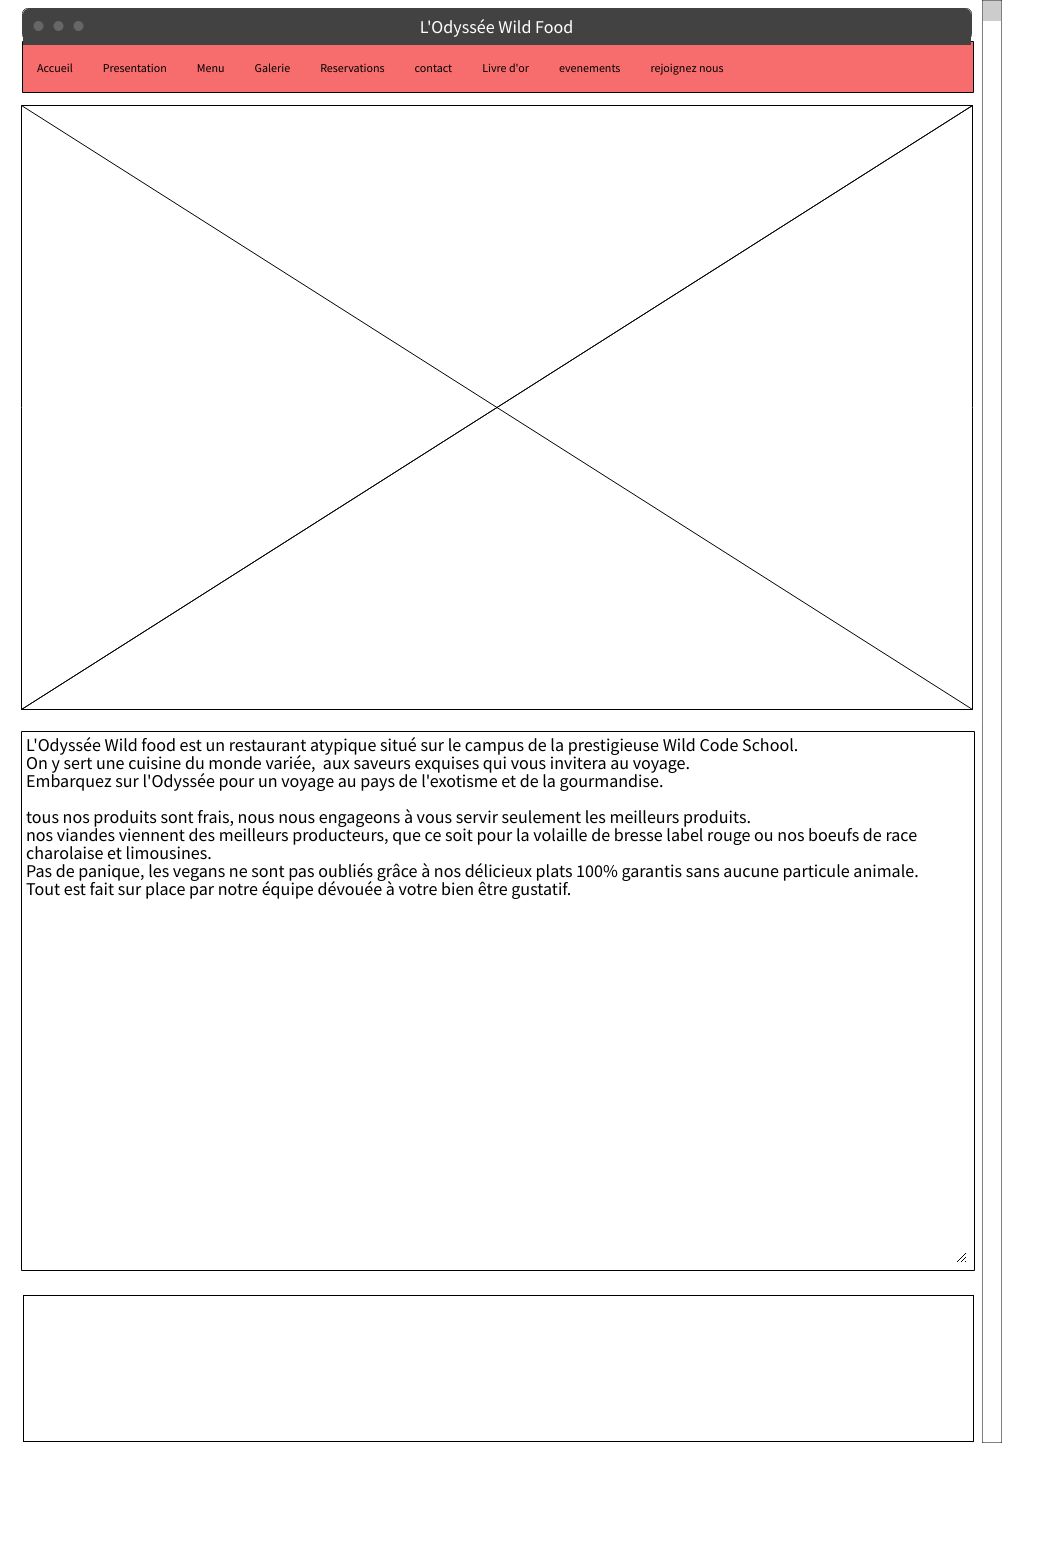 L'Odyssée Wild Food
Accueil Presentation Menu Galerie Reservations contact Livre d'or evenements rejoignez nous
L'Odyssée Wild food est un restaurant atypique situé sur le campus de la prestigieuse Wild Code School.
On y sert une cuisine du monde variée,  aux saveurs exquises qui vous invitera au voyage.
Embarquez sur l'Odyssée pour un voyage au pays de l'exotisme et de la gourmandise.
tous nos produits sont frais, nous nous engageons à vous servir seulement les meilleurs produits.
nos viandes viennent des meilleurs producteurs, que ce soit pour la volaille de bresse label rouge ou nos boeufs de race
charolaise et limousines.
Pas de panique, les vegans ne sont pas oubliés grâce à nos délicieux plats 100% garantis sans aucune particule animale.
Tout est fait sur place par notre équipe dévouée à votre bien être gustatif.